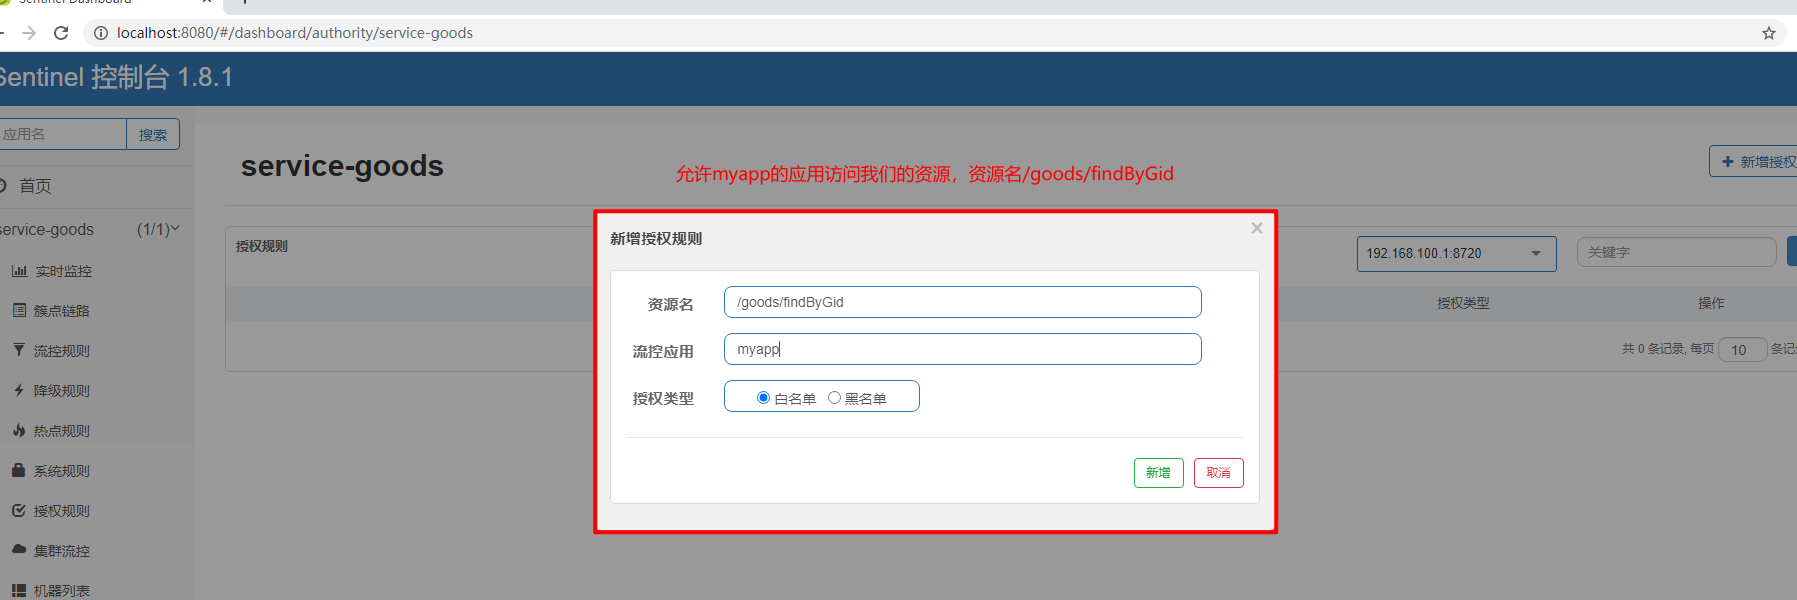 localhost:8080/#/dashboard/authority/service-goods
Sentinel 控制台 1.8.1
应用名
搜索
首页
service-goods (1/1)
实时监控
簇点链路
流控规则
降级规则
热点规则
系统规则
授权规则
集群流控
机器列表
service-goods
允许myapp的应用访问我们的资源，资源名/goods/findByGid
新增授权
授权规则
192.168.100.1:8720
关键字
授权类型
操作
共 0 条记录, 每页 10 条记
新增授权规则
×
资源名 /goods/findByGid
流控应用 myapp
授权类型 白名单 黑名单
新增 取消